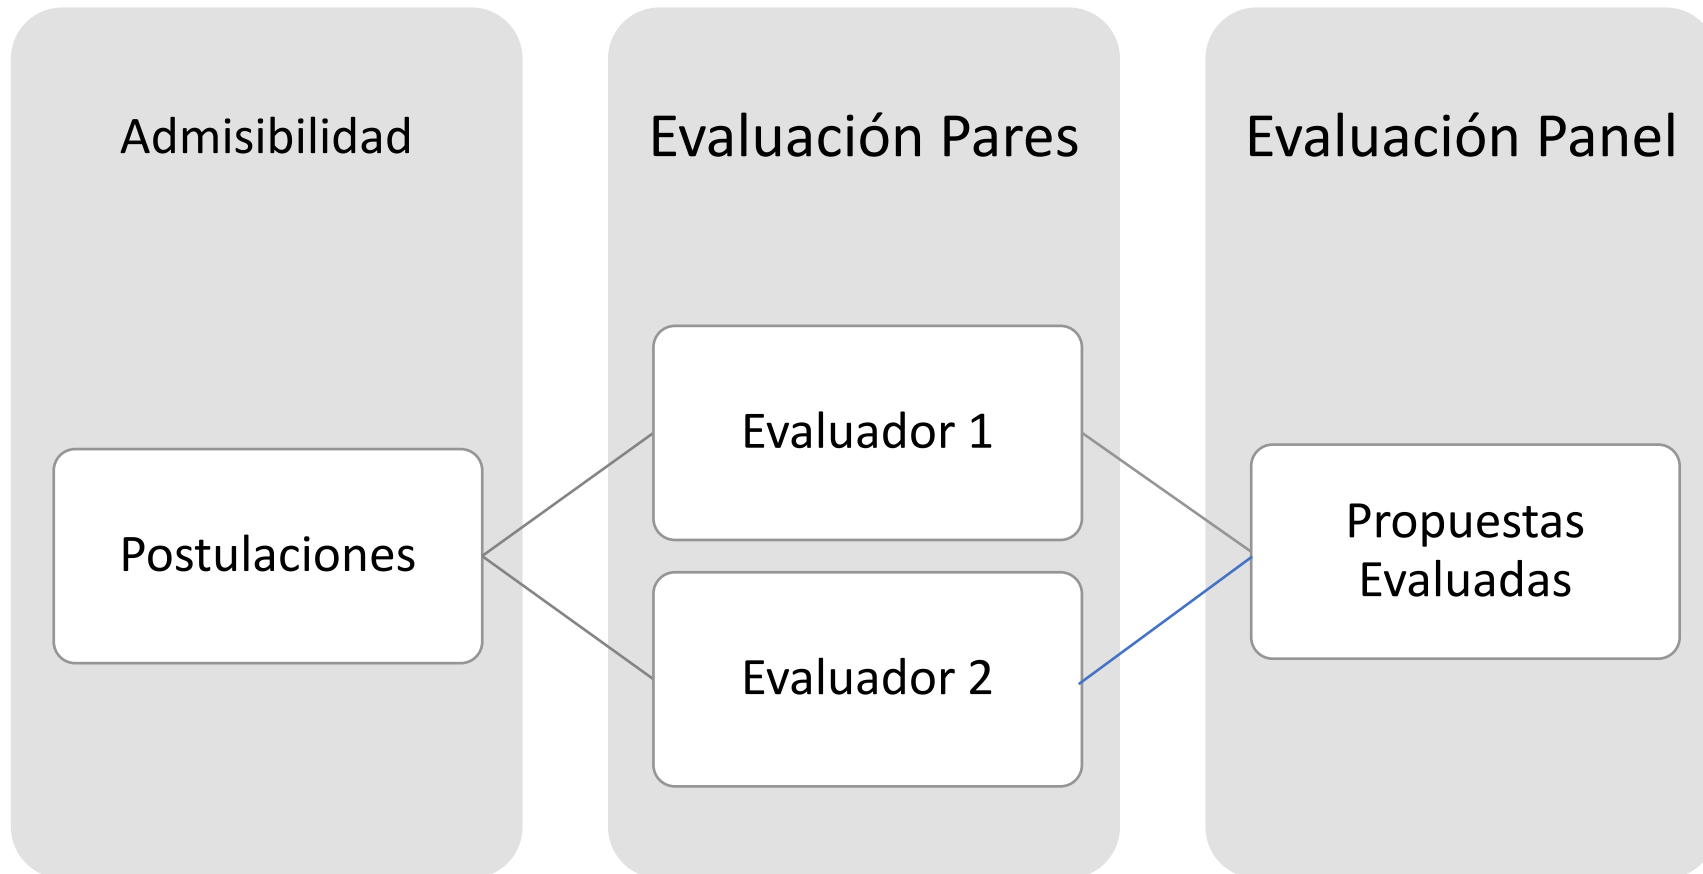 Admisibilidad
Evaluación Pares
Evaluación Panel
Postulaciones
Evaluador 1
Evaluador 2
Propuestas
Evaluadas